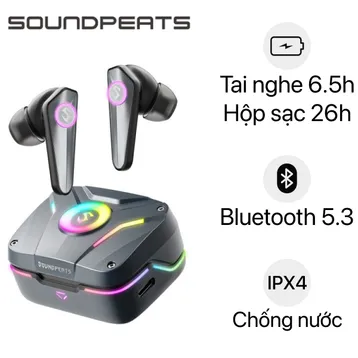 SOUNDPEATS
Tai nghe 6.5h
Hộp sạc 26h
Bluetooth 5.3
SOUNDPEATS
IPX4
Chống nước